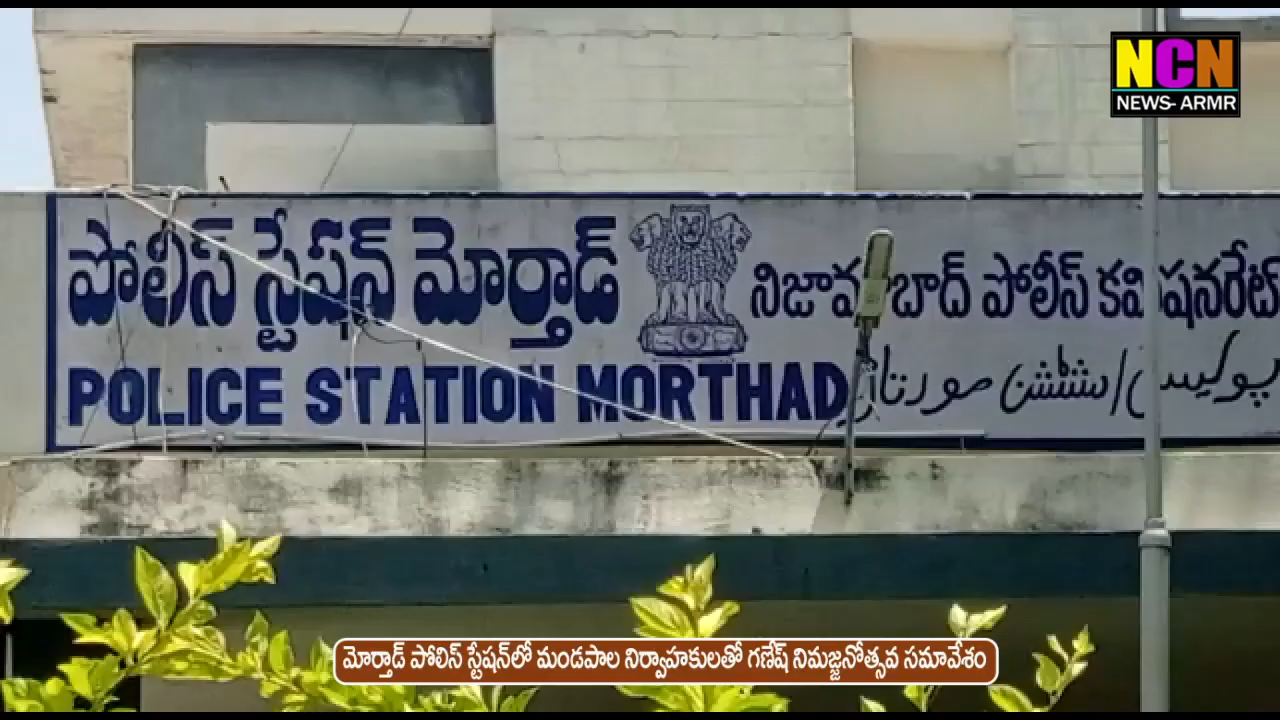 NCN
NEWS- ARMR
పోలీస్ స్టేషన్ మోర్తాడ్
నిజామాబాద్ పోలీస్ కమిషనరేట్
POLICE STATION MORTHAD
پولیس اسٹیشن مورتاڑ
మోర్తాడ్ పోలిస్ స్టేషన్‌లో మండపాల నిర్వాహకులతో గణేష్ నిమజ్జనోత్సవ సమావేశం